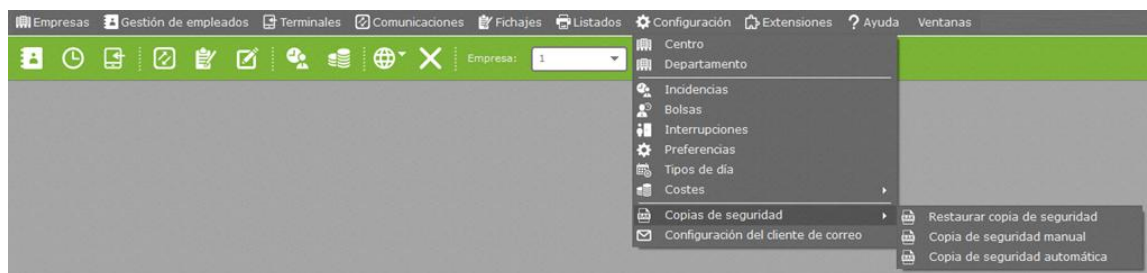 Empresas Gestión de empleados Terminales Comunicaciones Fichajes Listados Configuración Extensiones ? Ayuda Ventanas
Empresa: 1
Centro
Departamento
Incidencias
Bolsas
Interrupciones
Preferencias
Tipos de día
Costes
Copias de seguridad
Configuración del cliente de correo
Restaurar copia de seguridad
Copia de seguridad manual
Copia de seguridad automática